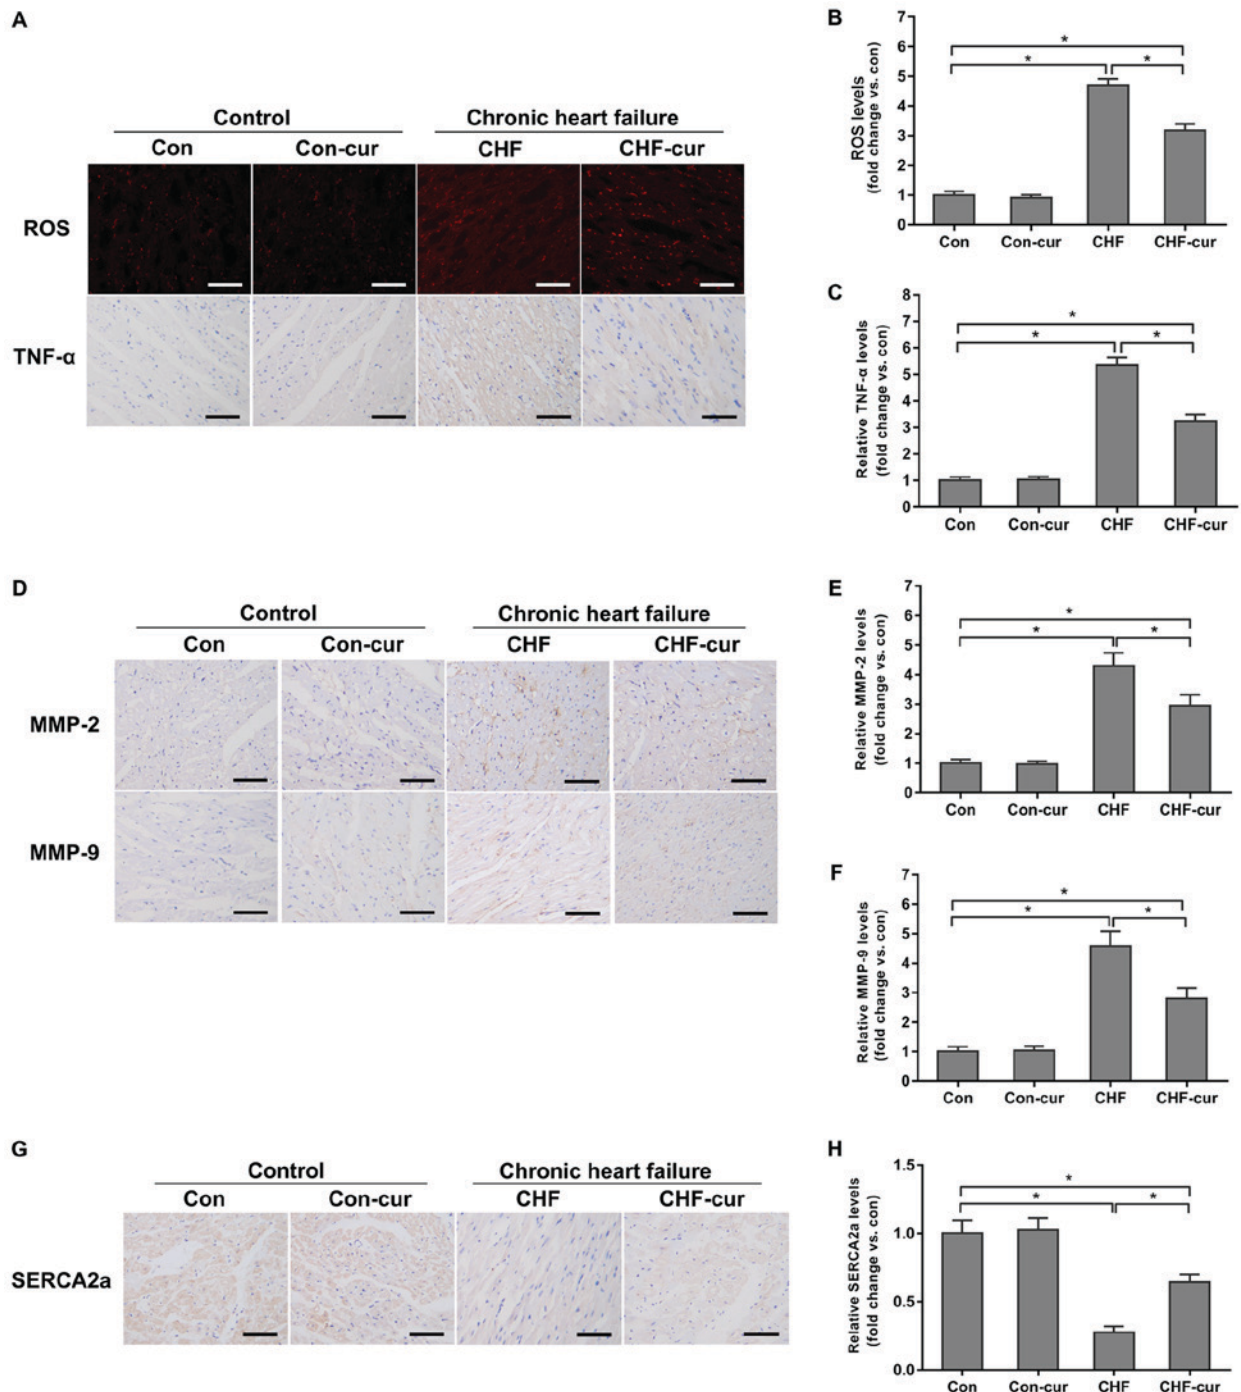 A
Control
Chronic heart failure
Con
Con-cur
CHF
CHF-cur
ROS
TNF-α
B
ROS levels
(fold change vs. con)
7
6
5
4
3
2
1
0
*
*
*
Con
Con-cur
CHF
CHF-cur
C
Relative TNF-α levels
(fold change vs. con)
8
7
6
5
4
3
2
1
0
*
*
*
Con
Con-cur
CHF
CHF-cur
D
Control
Chronic heart failure
Con
Con-cur
CHF
CHF-cur
MMP-2
MMP-9
E
Relative MMP-2 levels
(fold change vs. con)
7
6
5
4
3
2
1
0
*
*
*
Con
Con-cur
CHF
CHF-cur
F
Relative MMP-9 levels
(fold change vs. con)
7
6
5
4
3
2
1
0
*
*
*
Con
Con-cur
CHF
CHF-cur
G
Control
Chronic heart failure
Con
Con-cur
CHF
CHF-cur
SERCA2a
H
Relative SERCA2a levels
(fold change vs. con)
1.5
1.0
0.5
0.0
*
*
*
Con
Con-cur
CHF
CHF-cur